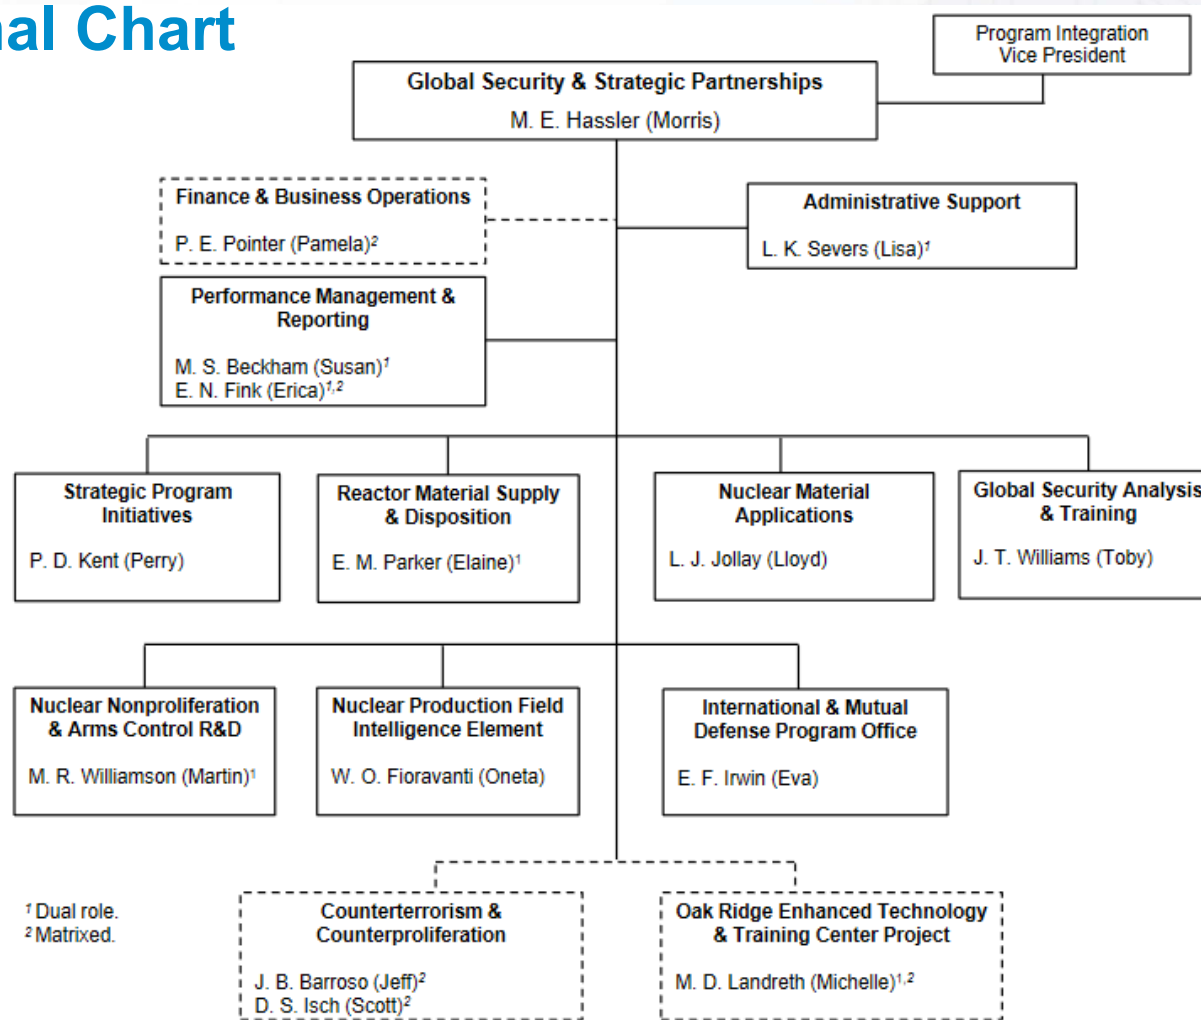 nal Chart
Program Integration
Vice President
Global Security & Strategic Partnerships
M. E. Hassler (Morris)
Finance & Business Operations
P. E. Pointer (Pamela)²
Administrative Support
L. K. Severs (Lisa)¹
Performance Management &
Reporting
M. S. Beckham (Susan)¹
E. N. Fink (Erica)¹,²
Strategic Program
Initiatives
P. D. Kent (Perry)
Reactor Material Supply
& Disposition
E. M. Parker (Elaine)¹
Nuclear Material
Applications
L. J. Jollay (Lloyd)
Global Security Analysis
& Training
J. T. Williams (Toby)
Nuclear Nonproliferation
& Arms Control R&D
M. R. Williamson (Martin)¹
Nuclear Production Field
Intelligence Element
W. O. Fioravanti (Oneta)
International & Mutual
Defense Program Office
E. F. Irwin (Eva)
¹ Dual role.
² Matrixed.
Counterterrorism &
Counterproliferation
J. B. Barroso (Jeff)²
D. S. Isch (Scott)²
Oak Ridge Enhanced Technology
& Training Center Project
M. D. Landreth (Michelle)¹,²